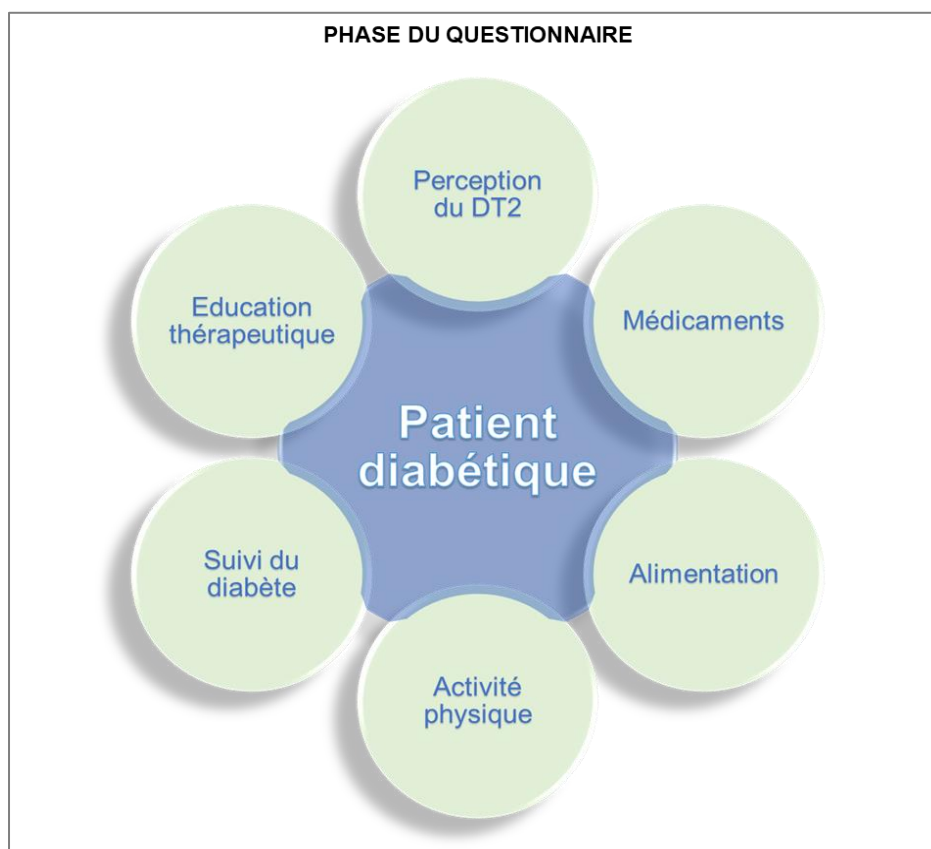 PHASE DU QUESTIONNAIRE
Perception
du DT2
Education
thérapeutique
Médicaments
Patient
diabétique
Suivi du
diabète
Alimentation
Activité
physique